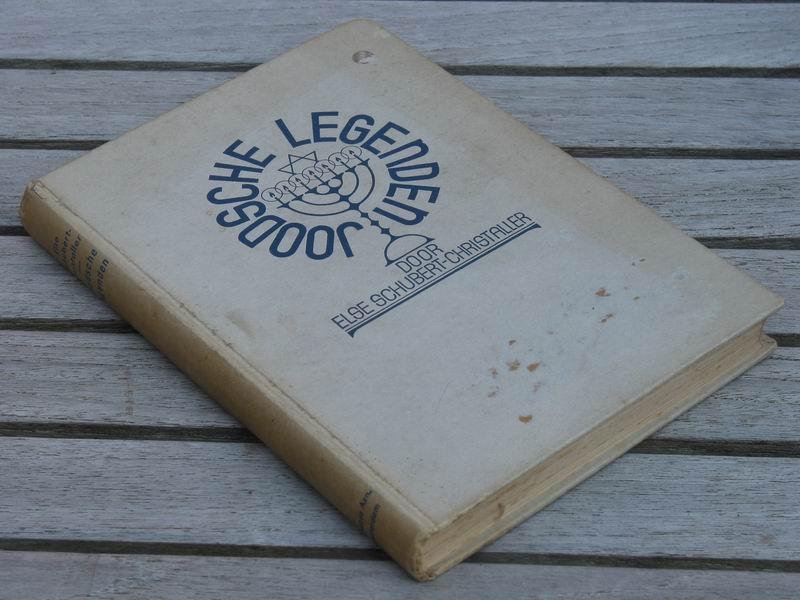 JOODSCHE LEGENDEN
DOOR
ELSE SCHUBERT-CHRISTALLER